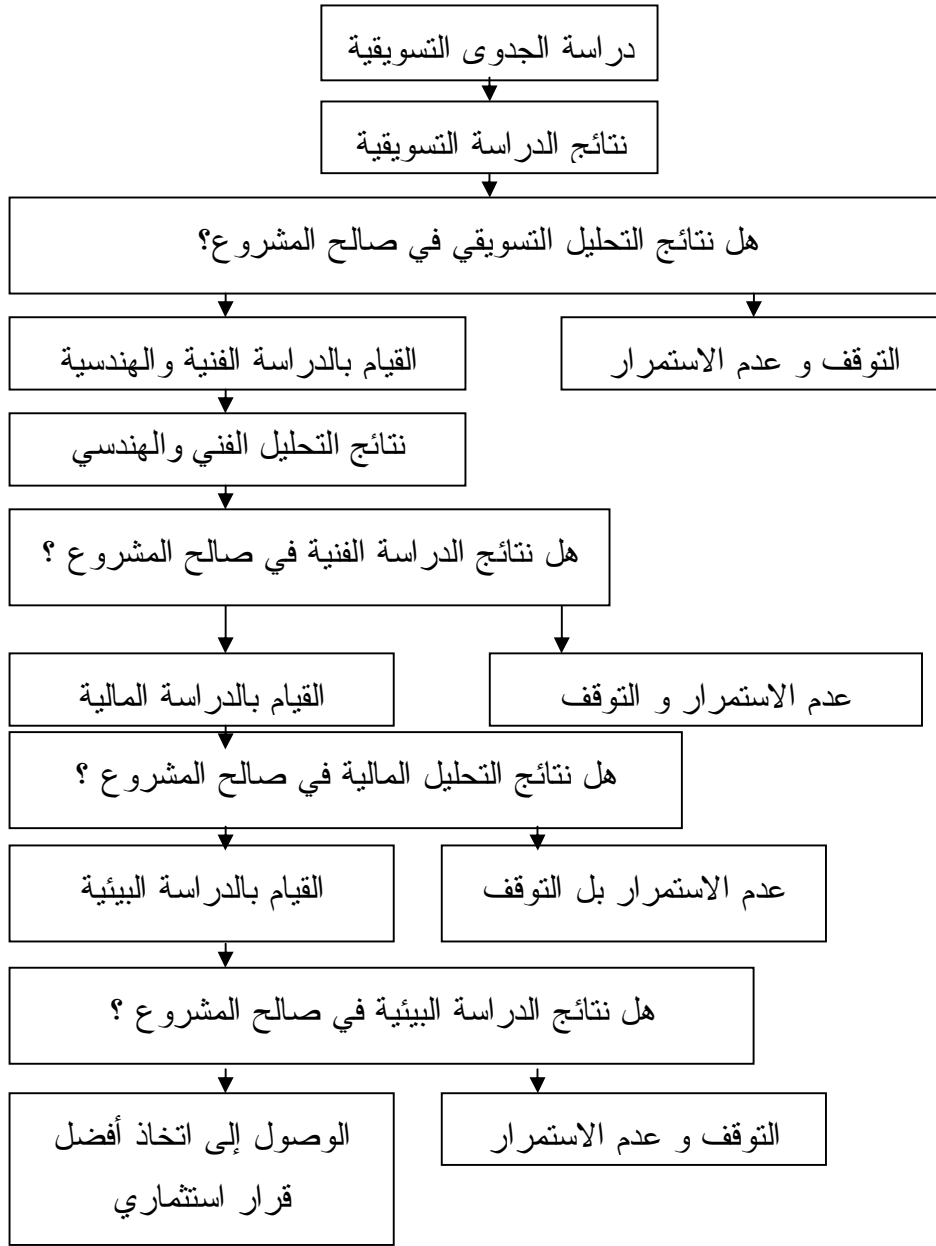 دراسة الجدوى التسويقية
نتائج الدراسة التسويقية
هل نتائج التحليل التسويقي في صالح المشروع؟
القيام بالدراسة الفنية والهندسية
التوقف و عدم الاستمرار
نتائج التحليل الفني والهندسي
هل نتائج الدراسة الفنية في صالح المشروع ؟
القيام بالدراسة المالية
عدم الاستمرار و التوقف
هل نتائج التحليل المالية في صالح المشروع ؟
القيام بالدراسة البيئية
عدم الاستمرار بل التوقف
هل نتائج الدراسة البيئية في صالح المشروع ؟
الوصول إلى اتخاذ أفضل
قرار استثماري
التوقف و عدم الاستمرار